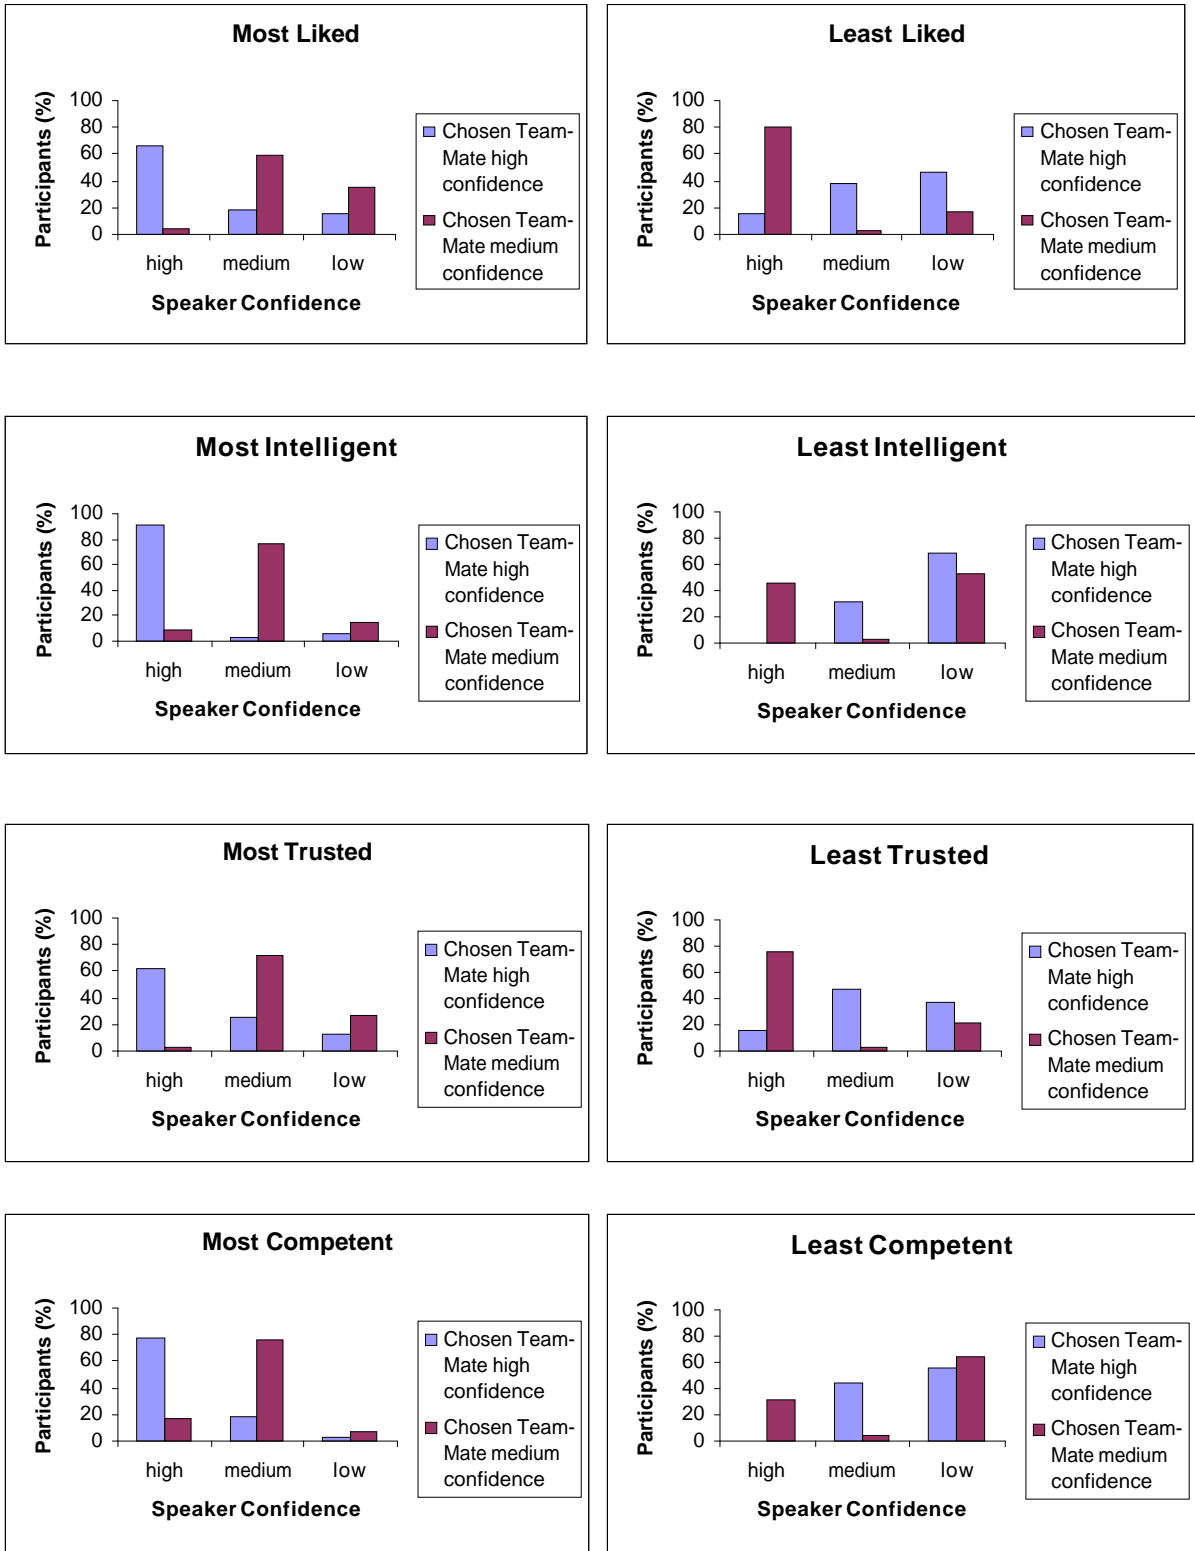 Most Liked
Participants (%)
100
80
60
40
20
0
high medium low
Speaker Confidence
Chosen Team-
Mate high
confidence
Chosen Team-
Mate medium
confidence
Least Liked
Participants (%)
100
80
60
40
20
0
high medium low
Speaker Confidence
Chosen Team-
Mate high
confidence
Chosen Team-
Mate medium
confidence
Most Intelligent
Participants (%)
100
80
60
40
20
0
high medium low
Speaker Confidence
Chosen Team-
Mate high
confidence
Chosen Team-
Mate medium
confidence
Least Intelligent
Participants (%)
100
80
60
40
20
0
high medium low
Speaker Confidence
Chosen Team-
Mate high
confidence
Chosen Team-
Mate medium
confidence
Most Trusted
Participants (%)
100
80
60
40
20
0
high medium low
Speaker Confidence
Chosen Team-
Mate high
confidence
Chosen Team-
Mate medium
confidence
Least Trusted
Participants (%)
100
80
60
40
20
0
high medium low
Speaker Confidence
Chosen Team-
Mate high
confidence
Chosen Team-
Mate medium
confidence
Most Competent
Participants (%)
100
80
60
40
20
0
high medium low
Speaker Confidence
Chosen Team-
Mate high
confidence
Chosen Team-
Mate medium
confidence
Least Competent
Participants (%)
100
80
60
40
20
0
high medium low
Speaker Confidence
Chosen Team-
Mate high
confidence
Chosen Team-
Mate medium
confidence